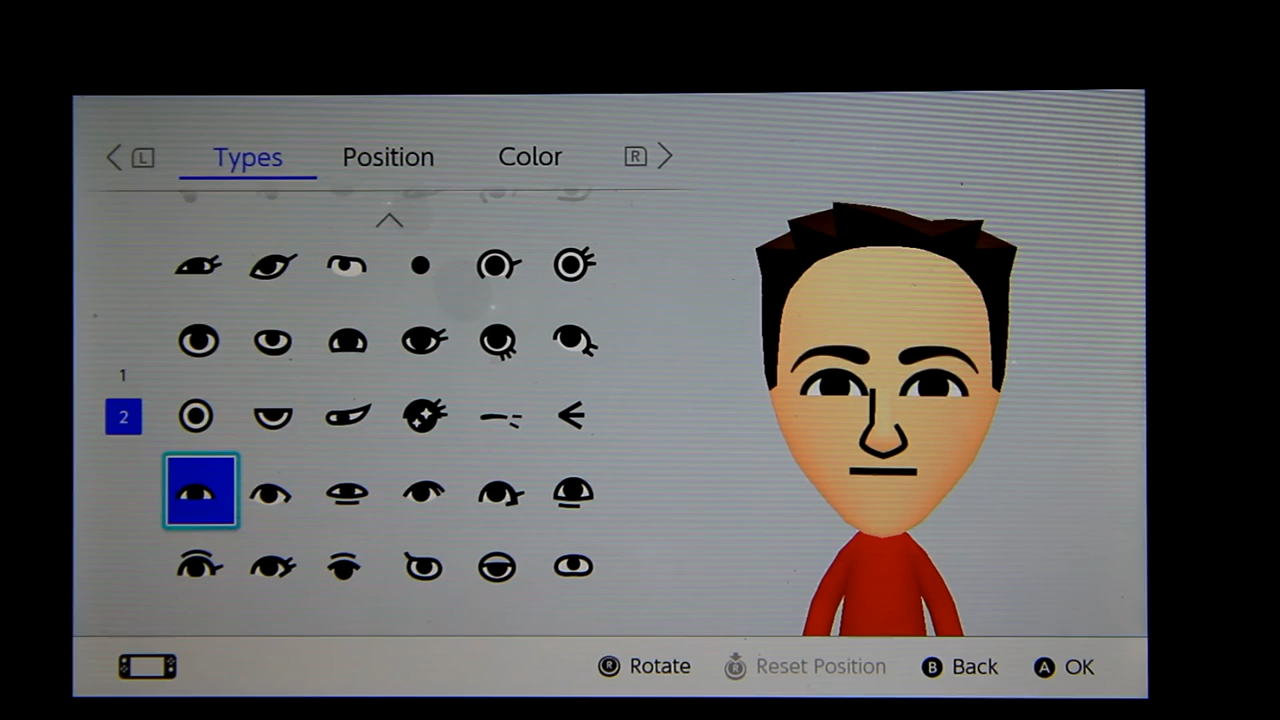 L Types Position Color R
1
2
R Rotate R Reset Position B Back A OK